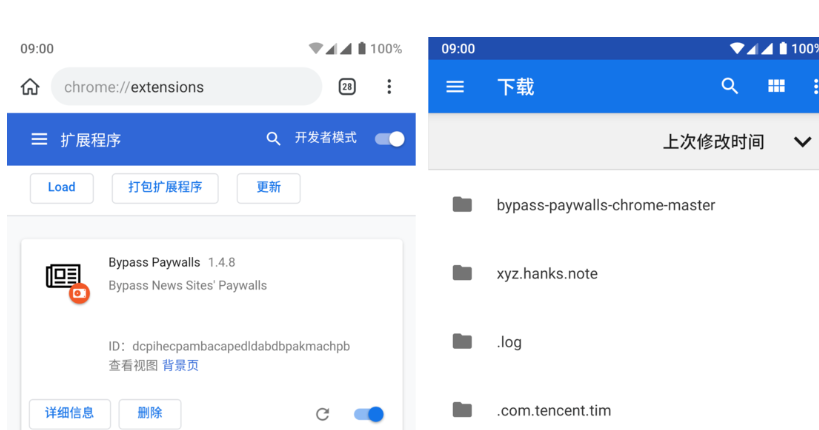 09:00
100%
chrome://extensions
28
扩展程序
开发者模式
Load
打包扩展程序
更新
Bypass Paywalls 1.4.8
Bypass News Sites' Paywalls
ID：dcpihecpambacapedldabdbpakmachpb
查看视图 背景页
详细信息
删除
09:00
100%
下载
上次修改时间
bypass-paywalls-chrome-master
xyz.hanks.note
.log
.com.tencent.tim